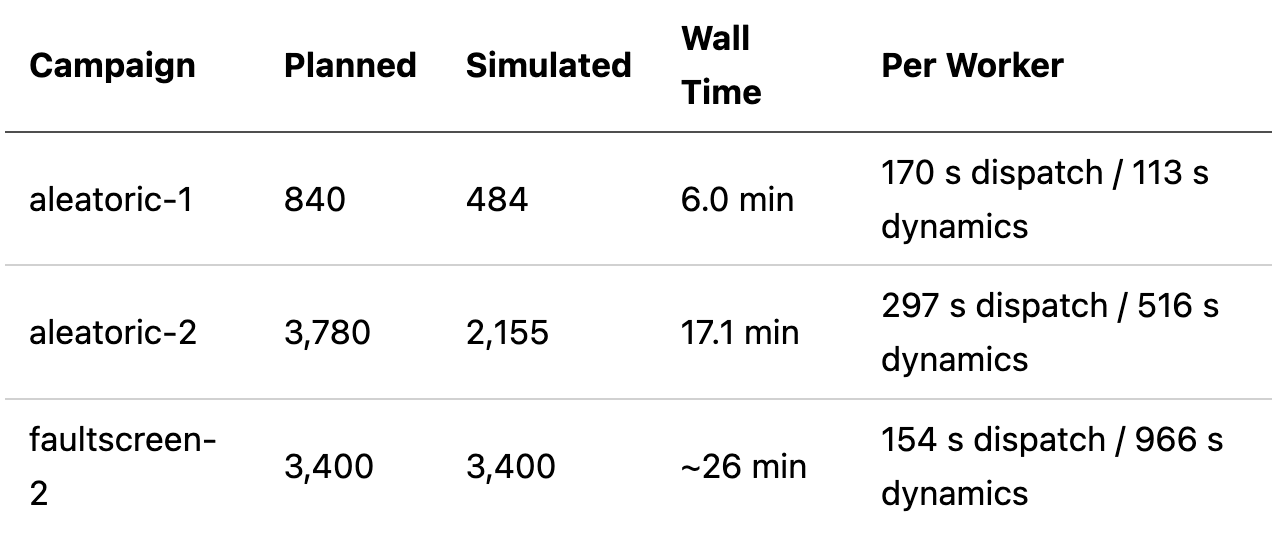 Campaign Planned Simulated Wall Time Per Worker
aleatoric-1 840 484 6.0 min 170 s dispatch / 113 s dynamics
aleatoric-2 3,780 2,155 17.1 min 297 s dispatch / 516 s dynamics
faultscreen-2 3,400 3,400 ~26 min 154 s dispatch / 966 s dynamics